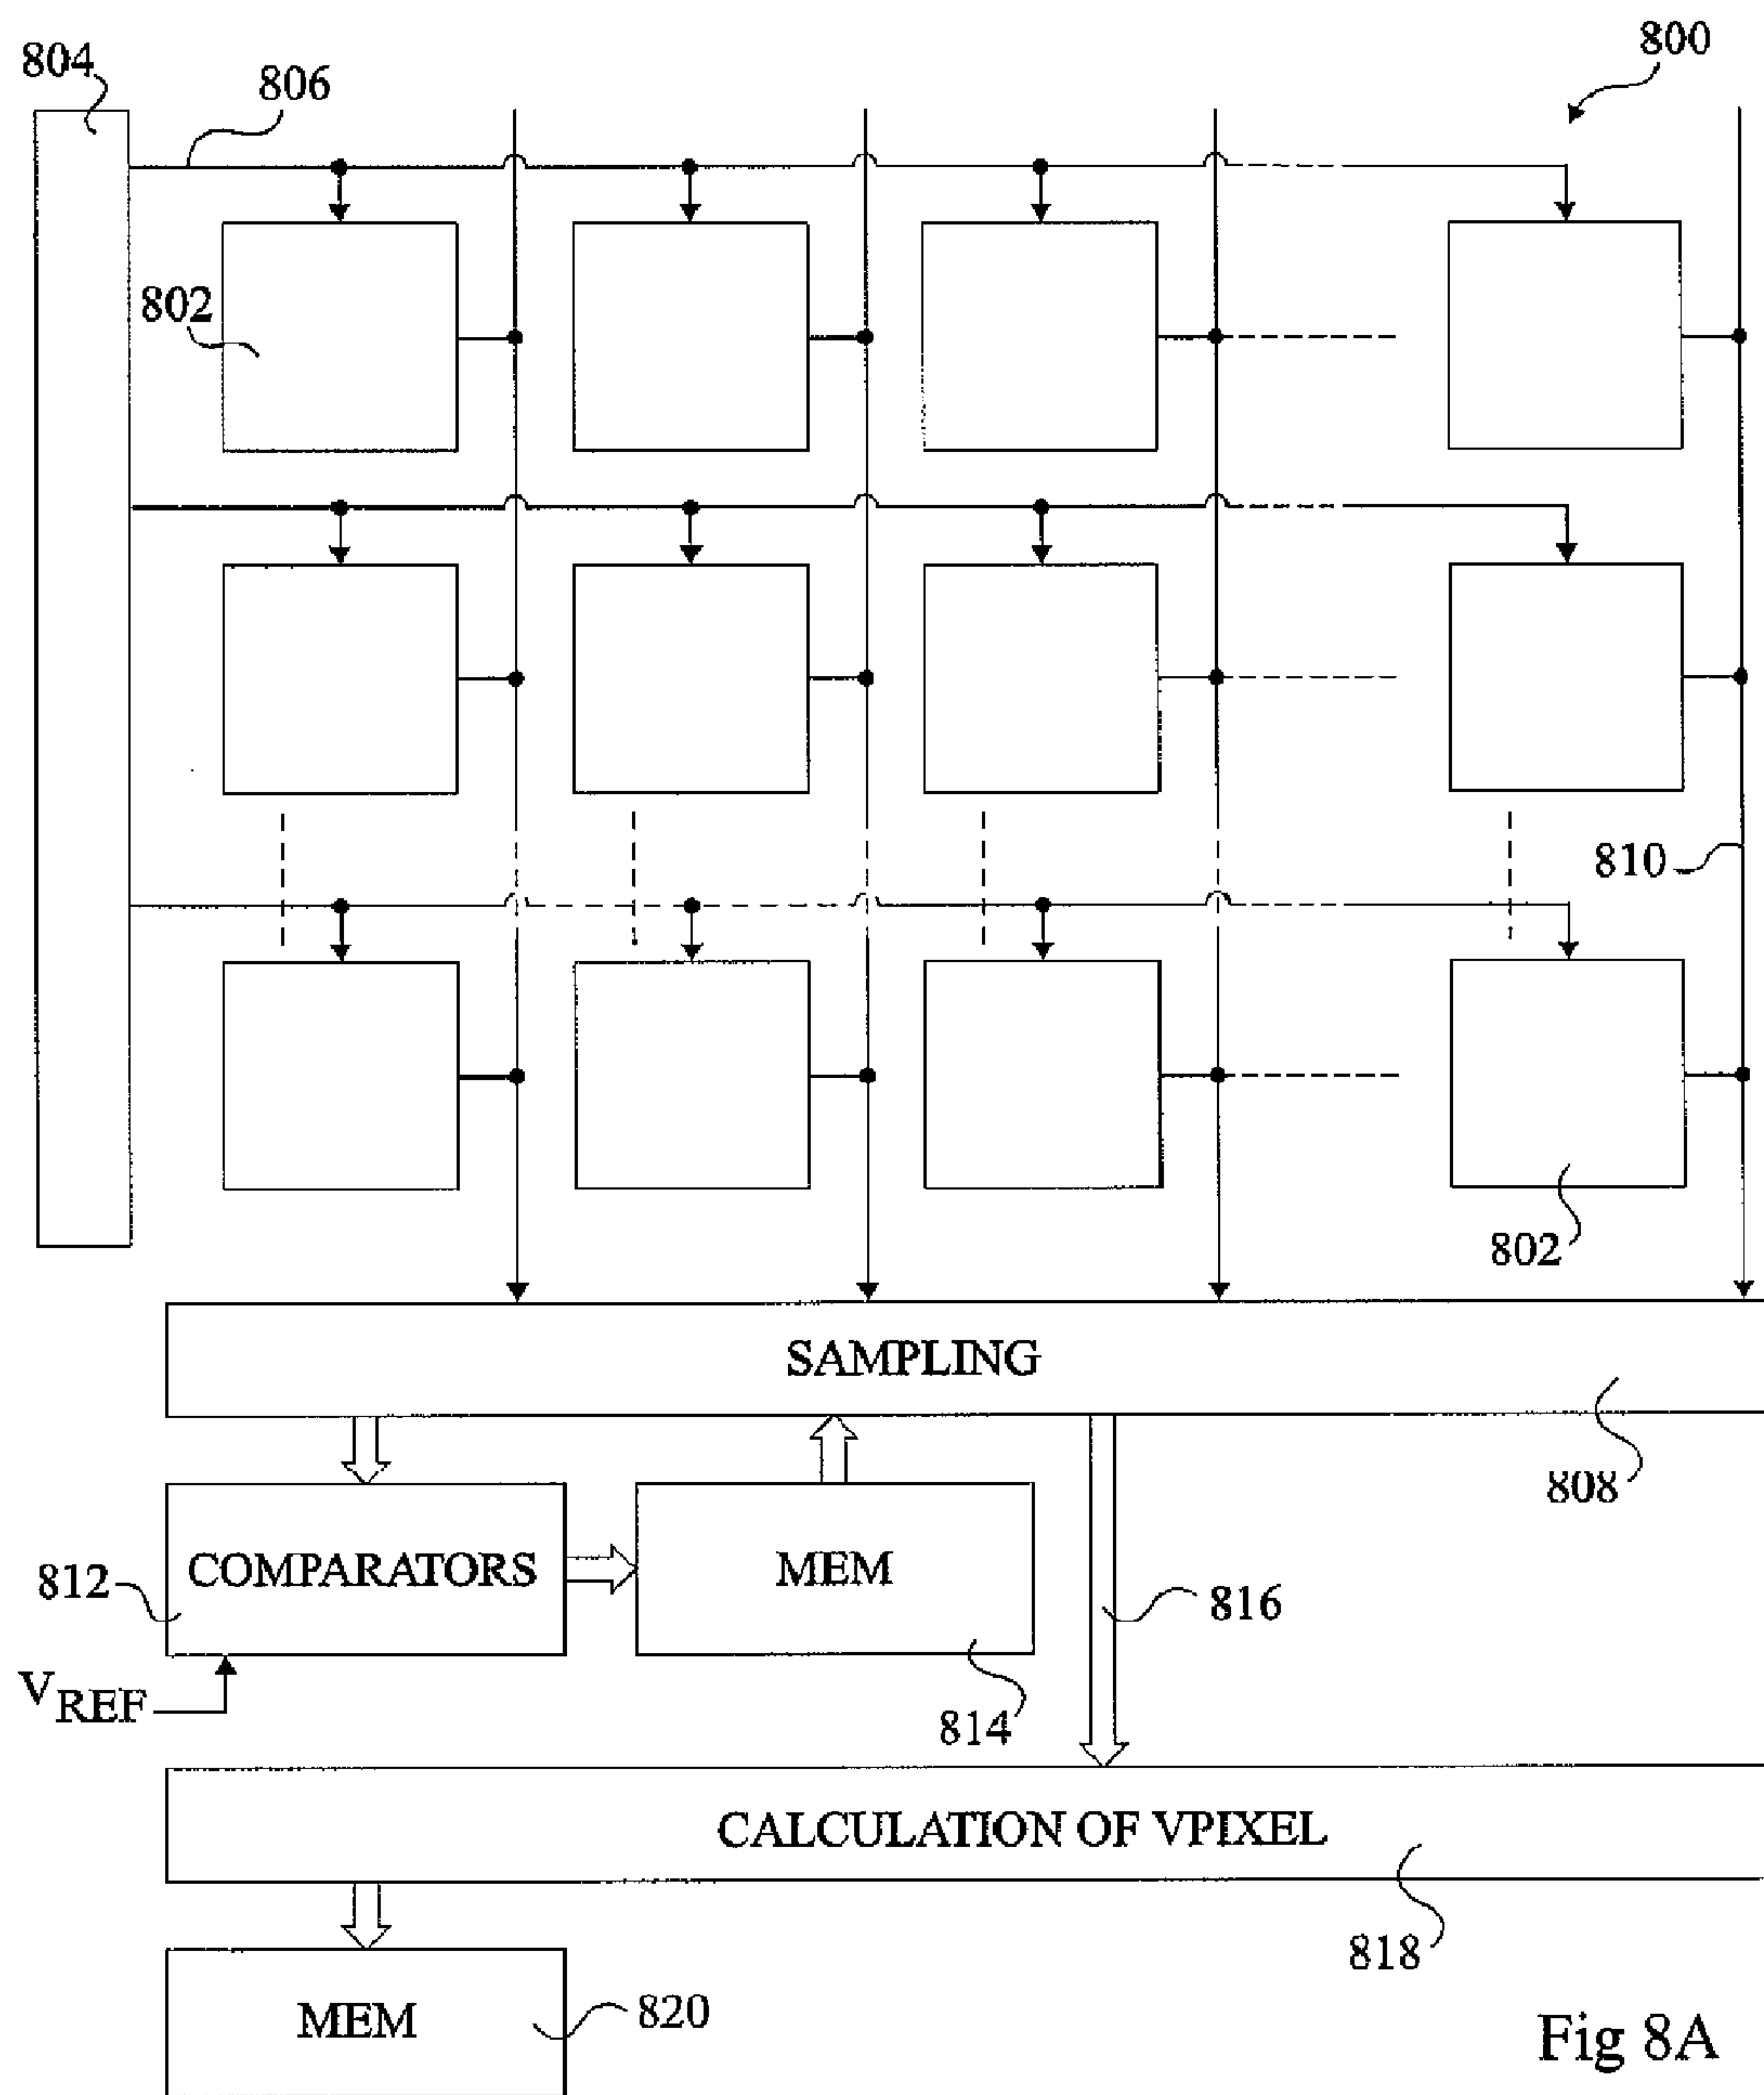 800
804
806
802
810
802
SAMPLING
808
COMPARATORS
MEM
812
816
VREF
814
CALCULATION OF VPIXEL
818
MEM
820
Fig 8A